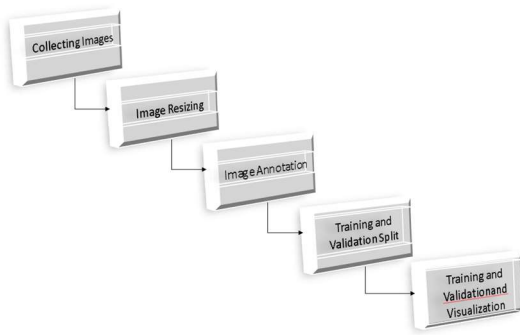 Collecting Images
Image Resizing
Image Annotation
Training and
Validation Split
Training and
Validationand
Visualization